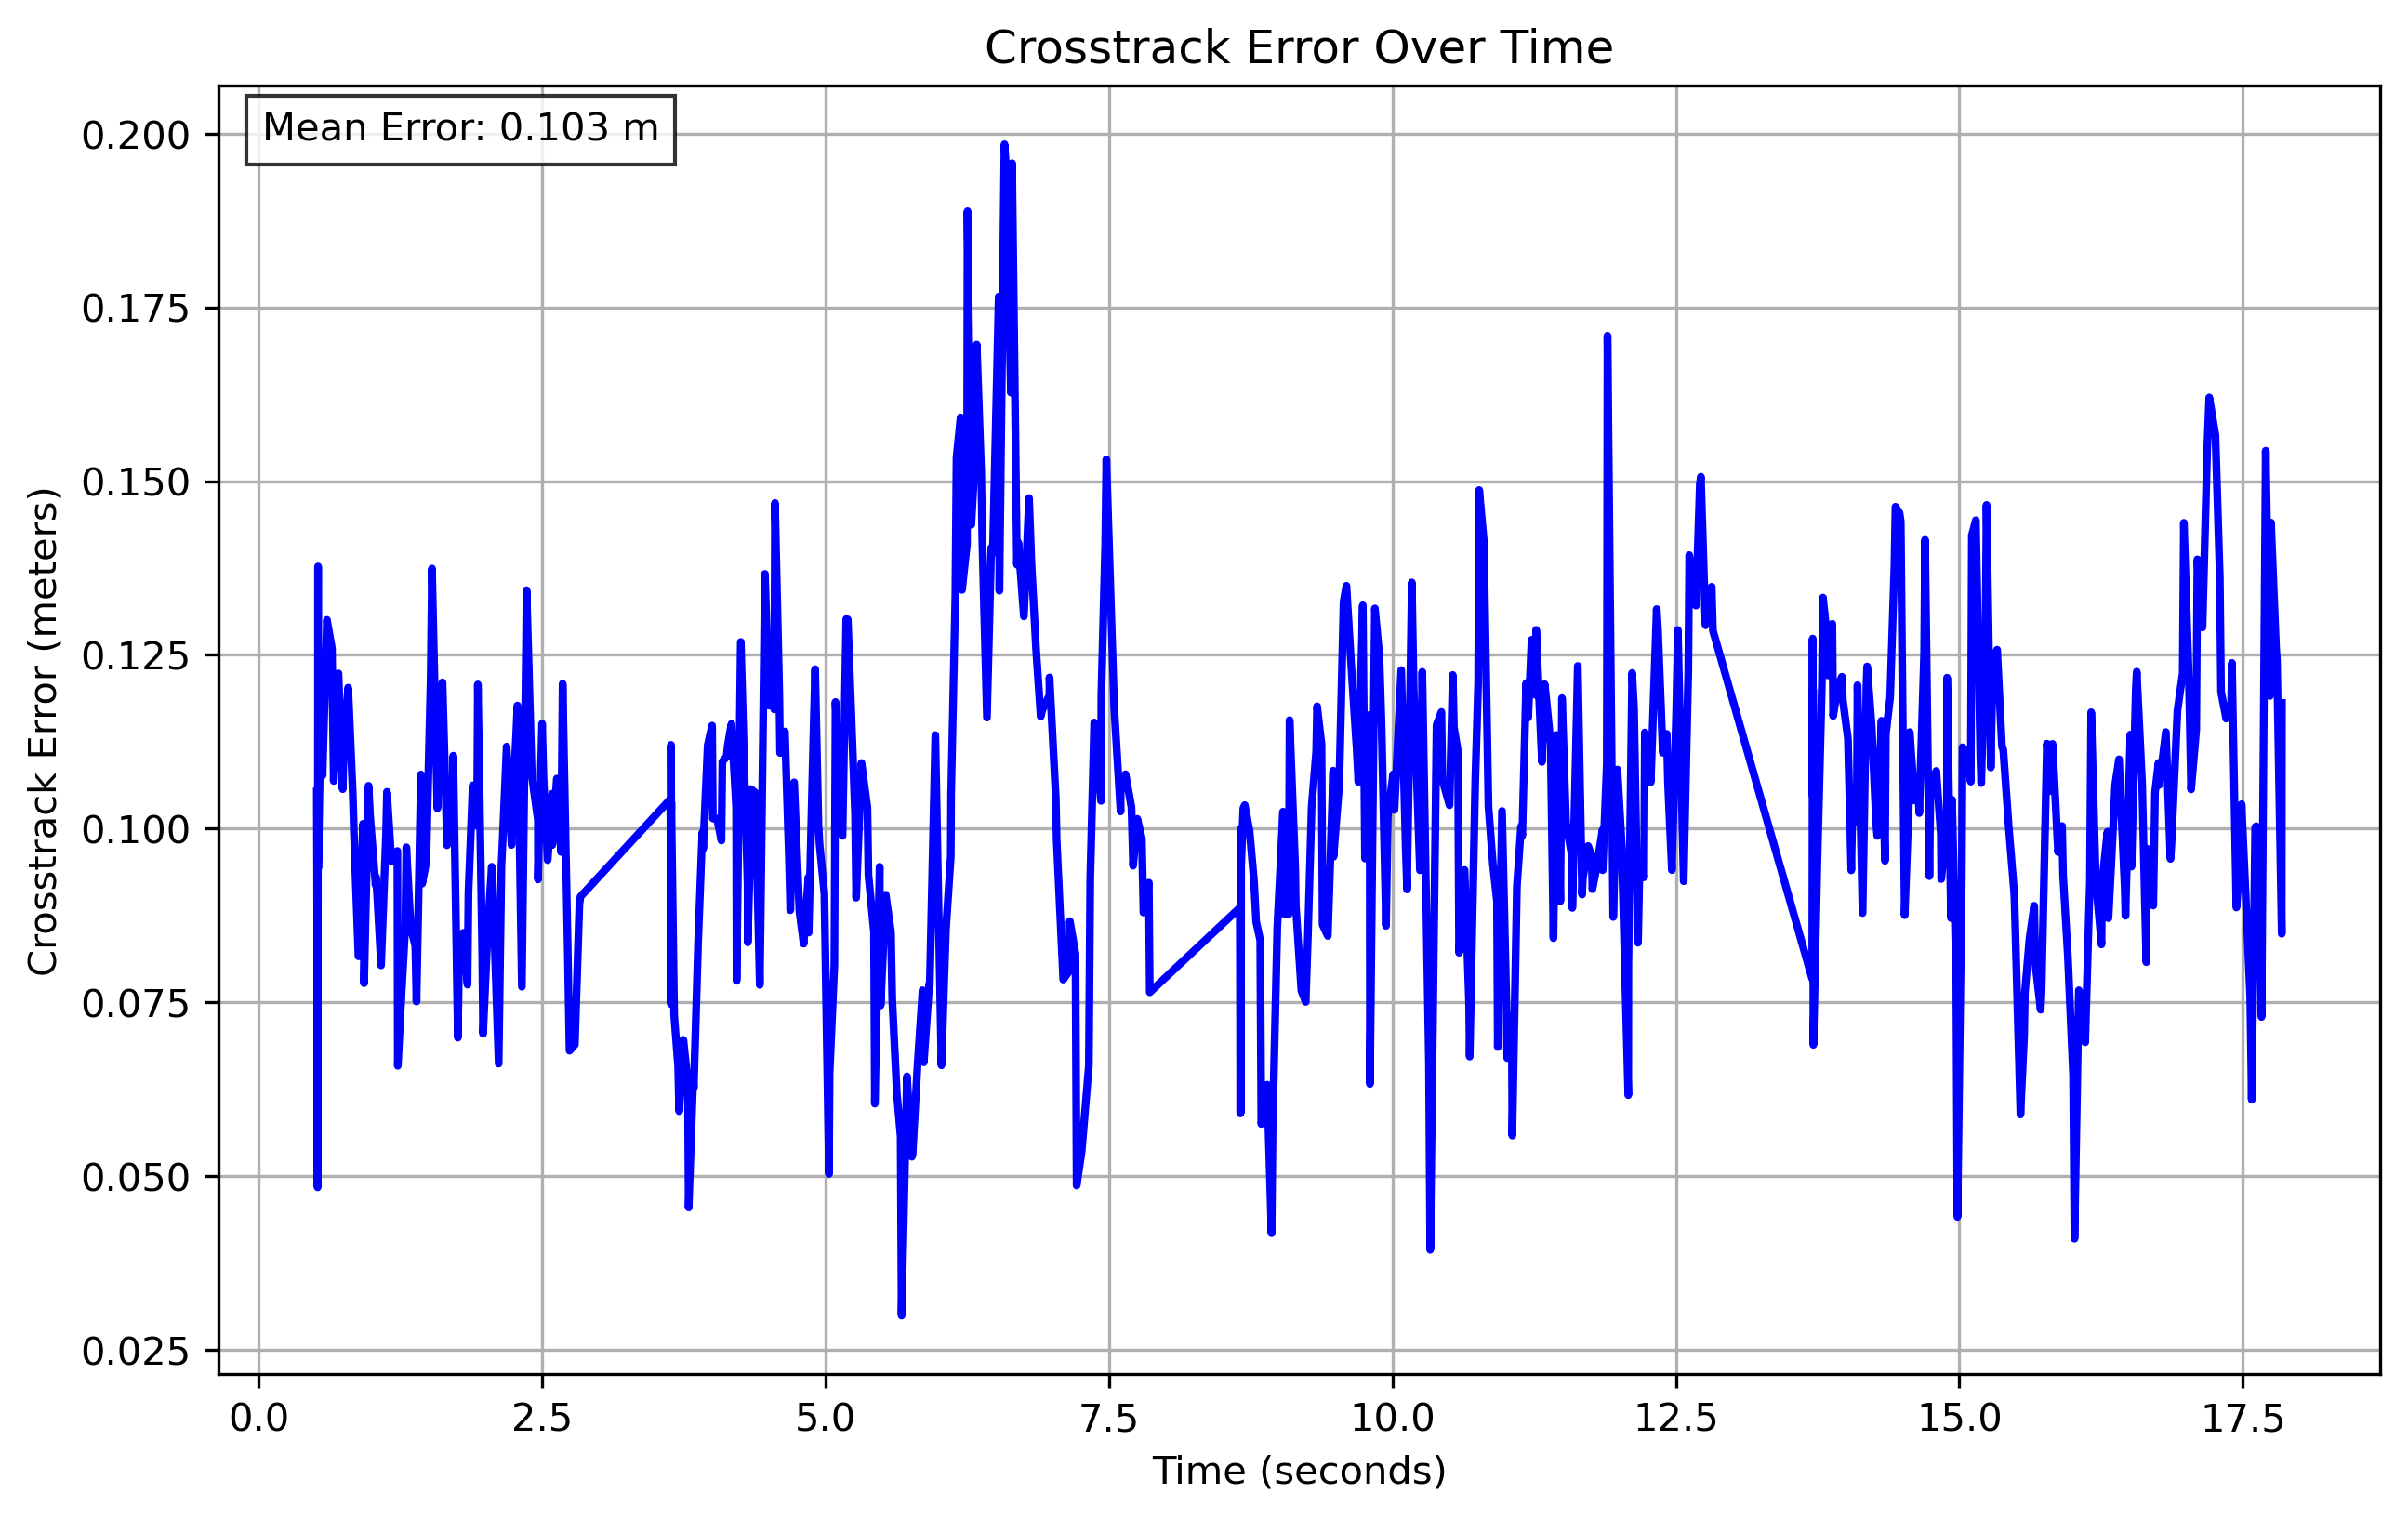 Crosstrack Error Over Time
Mean Error: 0.103 m
Crosstrack Error (meters)
0.200
0.175
0.150
0.125
0.100
0.075
0.050
0.025
0.0 2.5 5.0 7.5 10.0 12.5 15.0 17.5
Time (seconds)